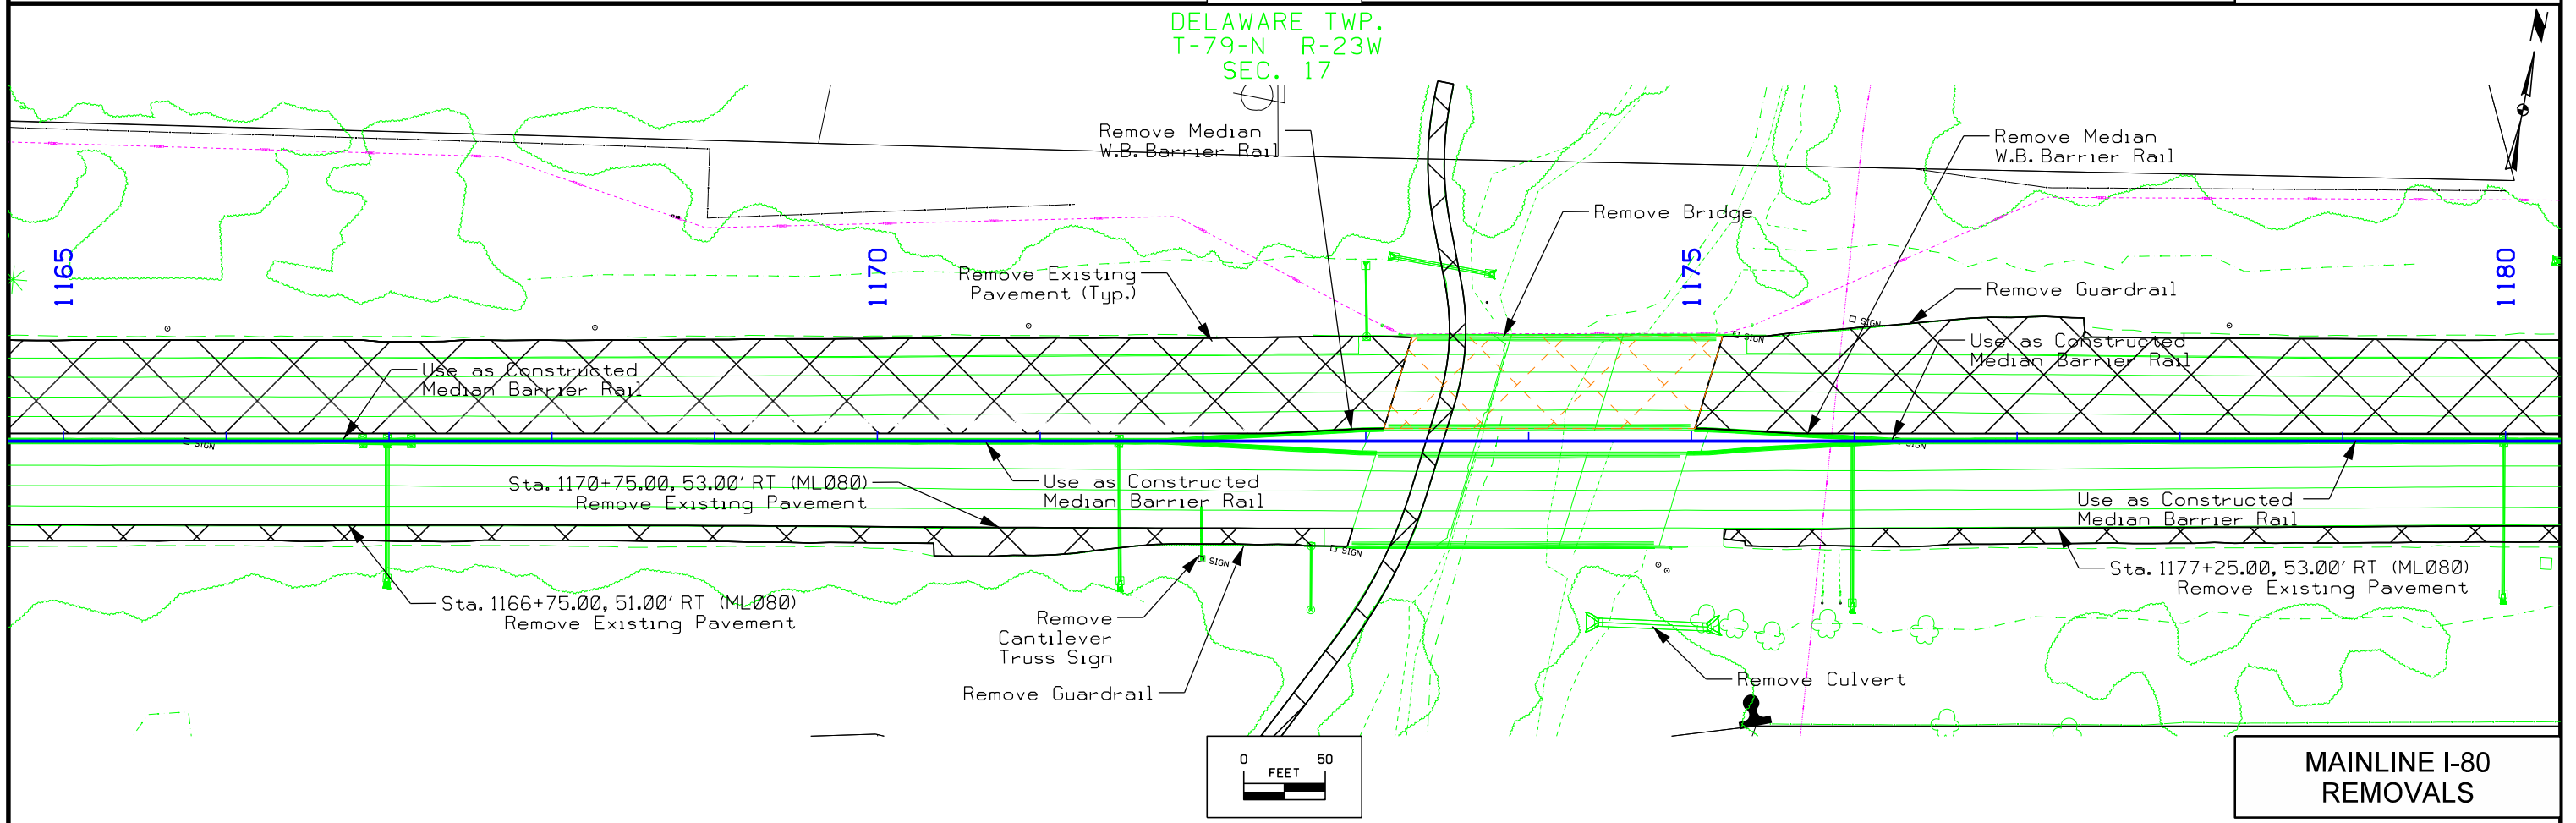 DELAWARE TWP.
T-79-N R-23W
SEC. 17
N
Remove Median
W.B. Barrier Rail
Remove Median
W.B. Barrier Rail
Remove Bridge
1165
1170
1175
1180
Remove Existing
Pavement (Typ.)
Remove Guardrail
SIGN
SIGN
Use as Constructed
Median Barrier Rail
Use as Constructed
Median Barrier Rail
SIGN
SIGN
Sta. 1170+75.00, 53.00' RT (ML080)
Remove Existing Pavement
Use as Constructed
Median Barrier Rail
Use as Constructed
Median Barrier Rail
SIGN
SIGN
Sta. 1177+25.00, 53.00' RT (ML080)
Remove Existing Pavement
Sta. 1166+75.00, 51.00' RT (ML080)
Remove Existing Pavement
Remove
Cantilever
Truss Sign
Remove Guardrail
Remove Culvert
0 50
FEET
MAINLINE I-80
REMOVALS